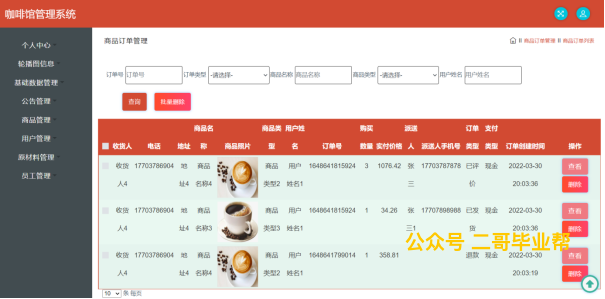 咖啡馆管理系统
个人中心
轮播图信息
基础数据管理
公告管理
商品管理
用户管理
原材料管理
员工管理
商品订单管理
商品订单管理 商品订单列表
订单号 订单号 订单类型 -请选择- 商品名称 商品名称 商品类型 -请选择- 用户姓名 用户姓名
查询 批量删除
收货人 电话 地址 商品名称 商品照片 商品类型 用户姓名 订单号 购买数量 实付价格 派送人 派送人手机号 订单类型 支付类型 订单创建时间 操作
收货人4 17703786904 地址4 商品名称4 商品类型2 用户姓名1 1648641815924 3 1076.42 张三 17703787878 已评价 现金 2022-03-30 20:03:36 查看 删除
收货人4 17703786904 地址4 商品名称3 商品类型3 用户姓名1 1648641815924 1 34.26 张三1 17707898988 已发货 现金 2022-03-30 20:03:36 查看 删除
收货人4 17703786904 地址4 商品名称4 商品类型2 用户姓名1 1648641799014 1 358.81 退款 现金 2022-03-30 20:03:19 查看 删除
公众号 二哥毕业帮
10 条 每页